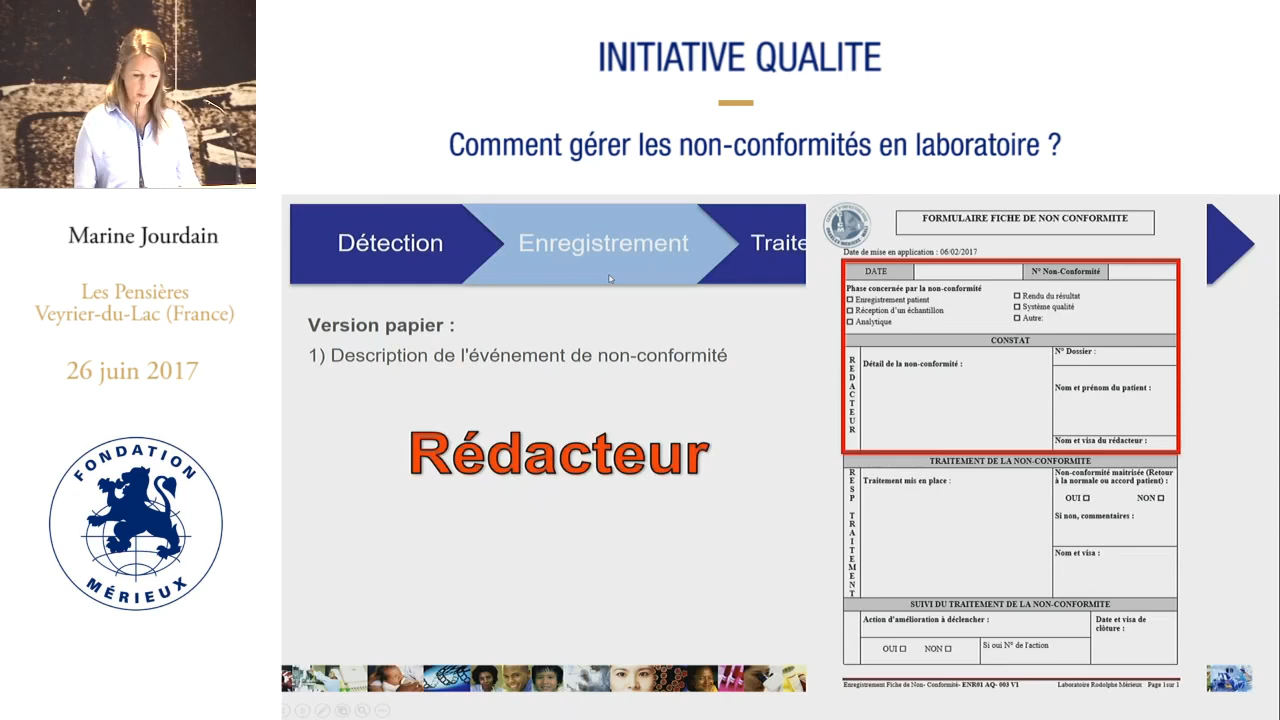 INITIATIVE QUALITE
Comment gérer les non-conformités en laboratoire ?
Marine Jourdain
Les Pensières
Veyrier-du-Lac (France)
26 juin 2017
FONDATION
MÉRIEUX
Détection
Enregistrement
Traite
Version papier :
1) Description de l'événement de non-conformité
Rédacteur
FORMULAIRE FICHE DE NON CONFORMITE
Date de mise en application : 06/02/2017
DATE
N° Non-Conformité
Phase concernée par la non-conformité
Enregistrement patient
Réception d'un échantillon
Analytique
Rendu du résultat
Système qualité
Autre:
CONSTAT
REDACTEUR
Détail de la non-conformité :
N° Dossier :
Nom et prénom du patient :
Nom et visa du rédacteur :
TRAITEMENT DE LA NON-CONFORMITE
RESP TRAITEMENT
Traitement mis en place :
Non-conformité maitrisée (Retour
à la normale ou accord patient) :
OUI NON
Si non, commentaires :
Nom et visa :
SUIVI DU TRAITEMENT DE LA NON-CONFORMITE
Action d'amélioration à déclencher :
OUI NON
Si oui N° de l'action
Date et visa de
clôture :
Enregistrement Fiche de Non- Conformité- ENR01 AQ- 003 V1
Laboratoire Rodolphe Mérieux Page 1sur 1